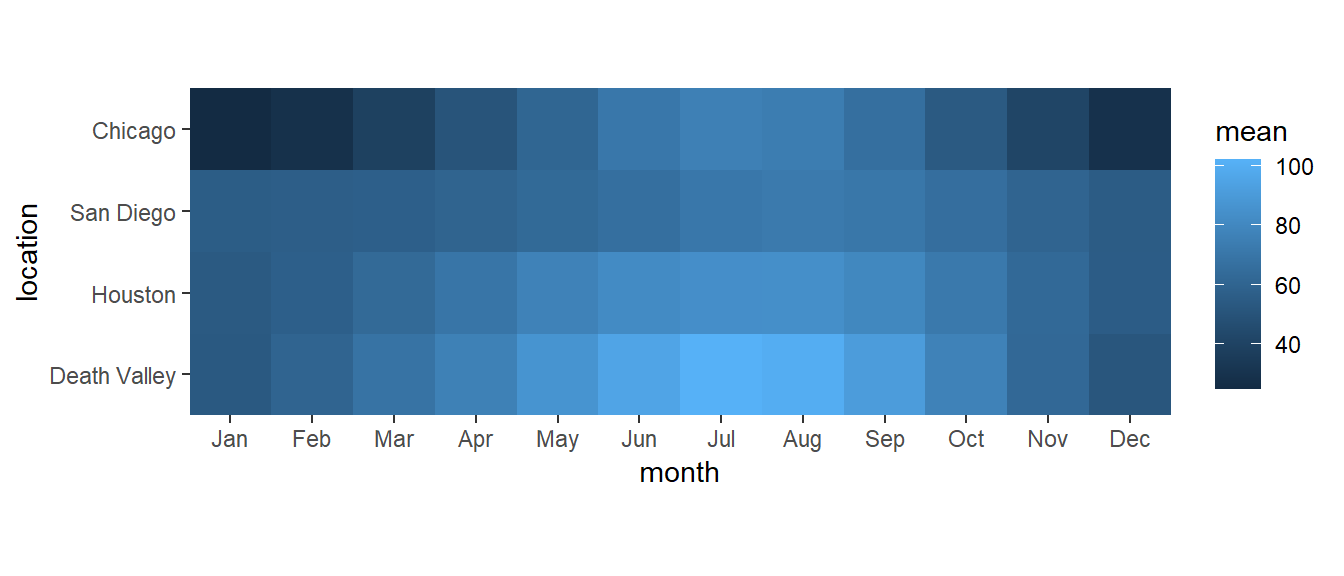 location
Chicago
San Diego
Houston
Death Valley
Jan Feb Mar Apr May Jun Jul Aug Sep Oct Nov Dec
month
mean
100
80
60
40